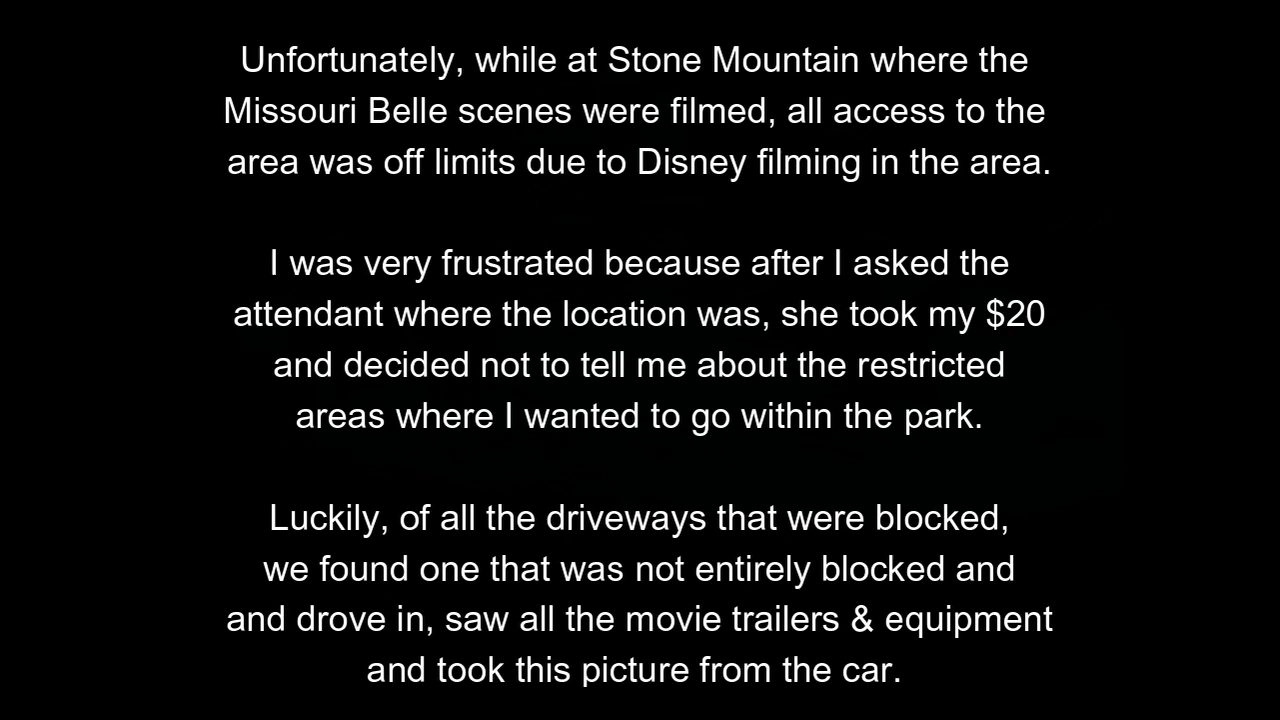 Unfortunately, while at Stone Mountain where the
Missouri Belle scenes were filmed, all access to the
area was off limits due to Disney filming in the area.
I was very frustrated because after I asked the
attendant where the location was, she took my $20
and decided not to tell me about the restricted
areas where I wanted to go within the park.
Luckily, of all the driveways that were blocked,
we found one that was not entirely blocked and
and drove in, saw all the movie trailers & equipment
and took this picture from the car.